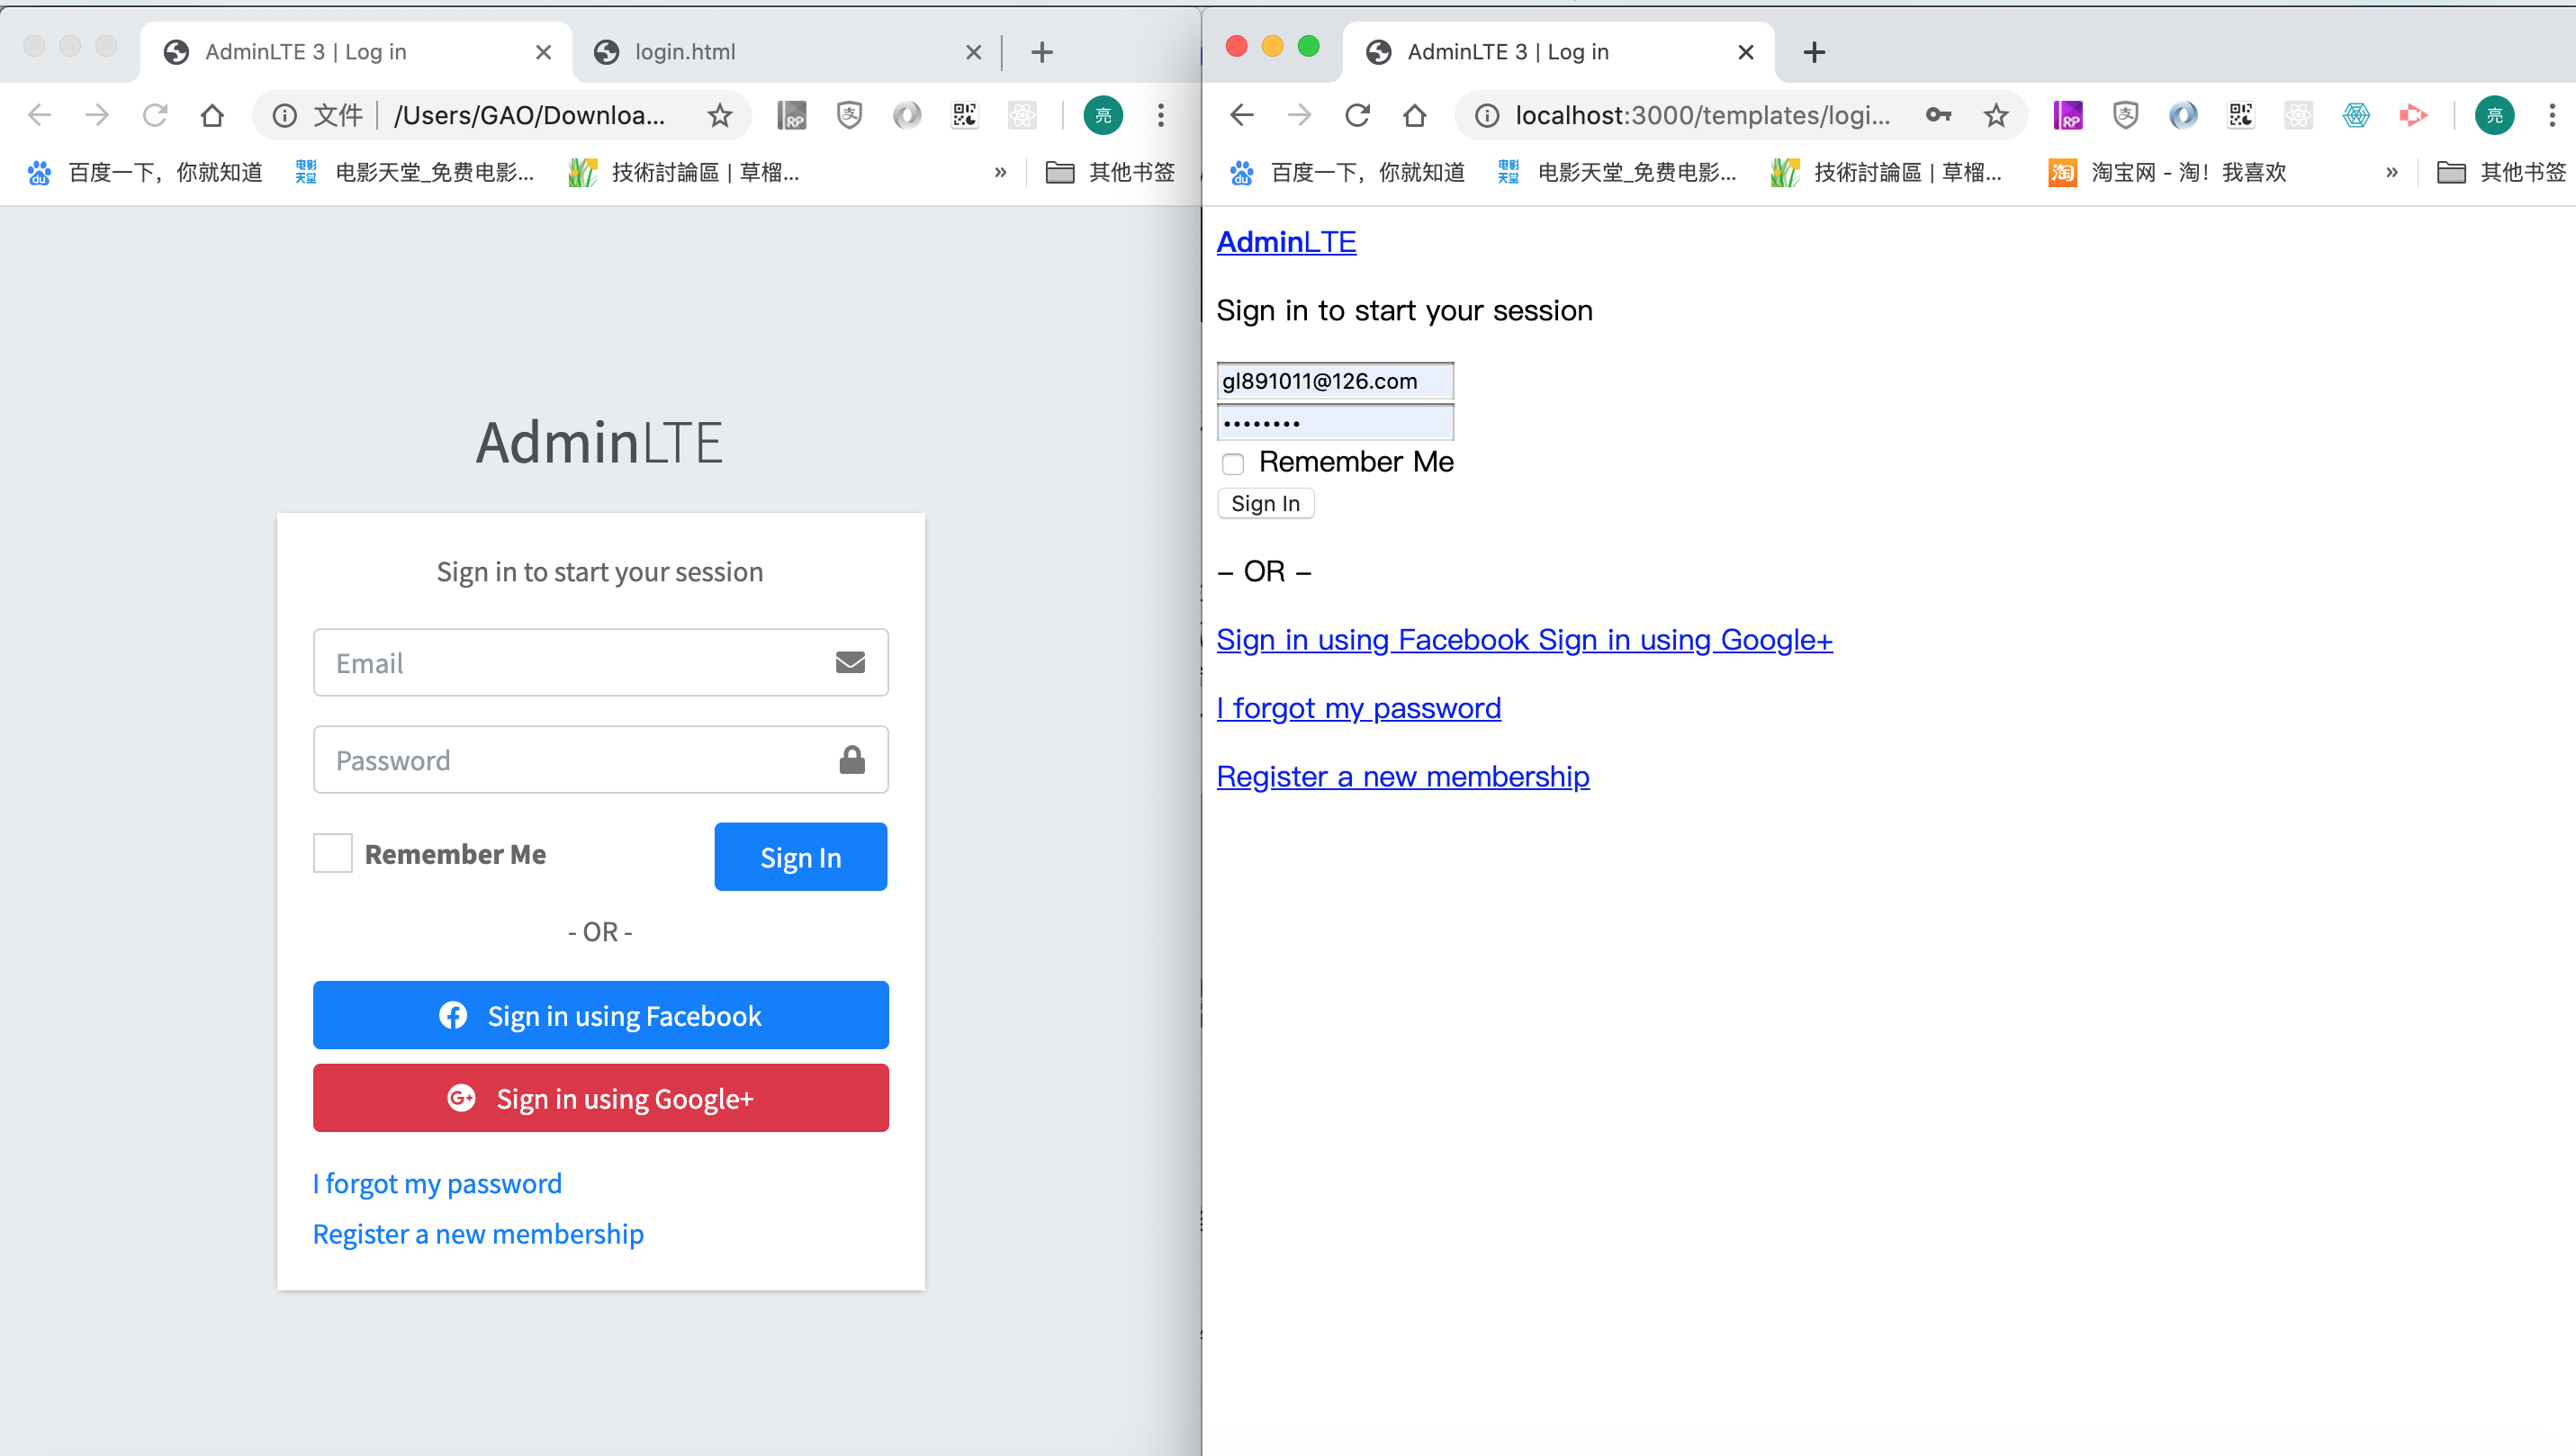 AdminLTE 3 | Log in
login.html
文件 /Users/GAO/Downloa...
亮
百度一下，你就知道
电影天堂_免费电影...
技術討論區 | 草榴...
»
其他书签
AdminLTE
Sign in to start your session
Email
Password
Remember Me
Sign In
- OR -
Sign in using Facebook
Sign in using Google+
I forgot my password
Register a new membership
AdminLTE 3 | Log in
localhost:3000/templates/logi...
亮
百度一下，你就知道
电影天堂_免费电影...
技術討論區 | 草榴...
淘宝网 - 淘！我喜欢
»
其他书签
AdminLTE
Sign in to start your session
gl891011@126.com
••••••••
Remember Me
Sign In
- OR -
Sign in using Facebook Sign in using Google+
I forgot my password
Register a new membership